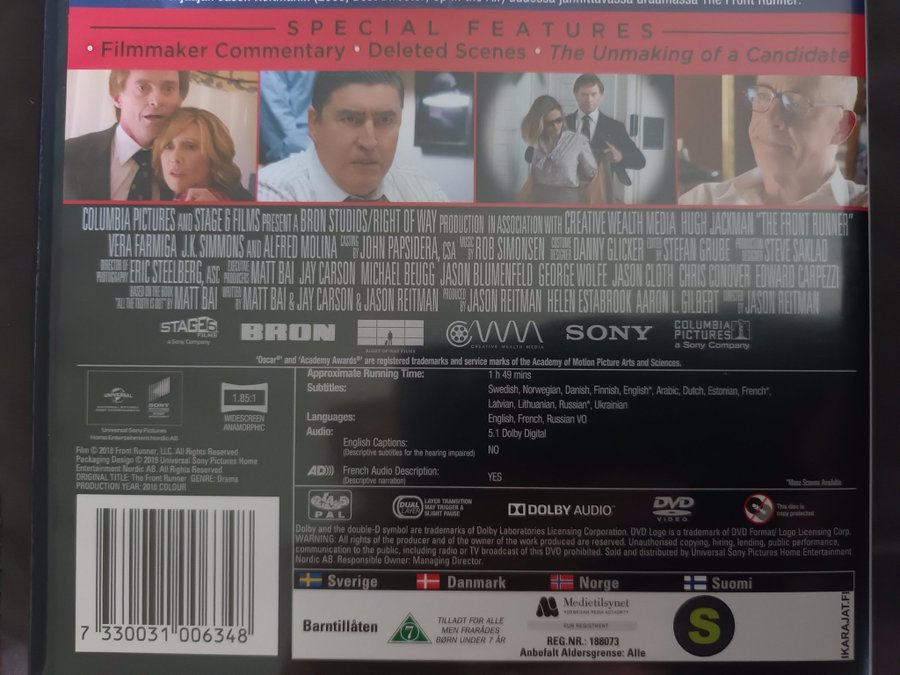 SPECIAL FEATURES
• Filmmaker Commentary • Deleted Scenes • The Unmaking of a Candidate
COLUMBIA PICTURES AND STAGE 6 FILMS PRESENT A BRON STUDIOS/RIGHT OF WAY PRODUCTION IN ASSOCIATION WITH CREATIVE WEALTH MEDIA HUGH JACKMAN "THE FRONT RUNNER"
VERA FARMIGA J.K. SIMMONS AND ALFRED MOLINA CASTING BY JOHN PAPSIDERA, CSA MUSIC BY ROB SIMONSEN COSTUME DESIGNER DANNY GLICKER EDITED BY STEFAN GRUBE PRODUCTION DESIGNER STEVE SAKLAD
DIRECTOR OF PHOTOGRAPHY ERIC STEELBERG, ASC EXECUTIVE PRODUCERS MATT BAI JAY CARSON MICHAEL BEUGG JASON BLUMENFELD GEORGE WOLFE JASON CLOTH CHRIS CONOVER EDWARD CARPEZZI
BASED ON THE BOOK "ALL THE TRUTH IS OUT" BY MATT BAI WRITTEN BY MATT BAI & JAY CARSON & JASON REITMAN PRODUCED BY JASON REITMAN HELEN ESTABROOK AARON L. GILBERT DIRECTED BY JASON REITMAN
STAGE 6 FILMS
a Sony Company
BRON
RIGHT OF WAY FILMS
CWM
CREATIVE WEALTH MEDIA
SONY
COLUMBIA PICTURES
a Sony Company
'Oscar® and 'Academy Awards® are registered trademarks and service marks of the Academy of Motion Picture Arts and Sciences.
UNIVERSAL
SONY
Universal Sony Pictures
Home Entertainment Nordic AB
1.85:1
WIDESCREEN
ANAMORPHIC
Film © 2018 Front Runner, LLC. All Rights Reserved.
Packaging Design © 2019 Universal Sony Pictures Home
Entertainment Nordic AB. All Rights Reserved.
ORIGINAL TITLE: The Front Runner GENRE: Drama
PRODUCTION YEAR: 2018 COLOUR
Approximate Running Time: 1 h 49 mins
Subtitles: Swedish, Norwegian, Danish, Finnish, English*, Arabic, Dutch, Estonian, French*,
Latvian, Lithuanian, Russian*, Ukrainian
Languages: English, French, Russian VO
Audio: 5.1 Dolby Digital
English Captions: NO
(Descriptive subtitles for the hearing impaired)
AD))) French Audio Description: YES
(Descriptive narration)
*Menu Screens Available
PAL
DUAL LAYER
LAYER TRANSITION
MAY TRIGGER A
SLIGHT PAUSE
DOLBY AUDIO™
DVD VIDEO
This disc is
copy protected
Dolby and the double-D symbol are trademarks of Dolby Laboratories Licensing Corporation. DVD Logo is a trademark of DVD Format/ Logo Licensing Corp.
WARNING: All rights of the producer and of the owner of the work produced are reserved. Unauthorised copying, hiring, lending, public performance,
communication to the public, including radio or TV broadcast of this DVD prohibited. Sold and distributed by Universal Sony Pictures Home Entertainment
Nordic AB. Responsible Owner: Managing Director.
Sverige
Danmark
Norge
Suomi
Barntillåten
7
TILLADT FOR ALLE
MEN FRARÅDES
BØRN UNDER 7 ÅR
Medietilsynet
NORWEGIAN MEDIA AUTHORITY
EUR REGISTRERT
REG.NR.: 188073
Anbefalt Aldersgrense: Alle
S
IKARAJAT.FI
7 330031 006348